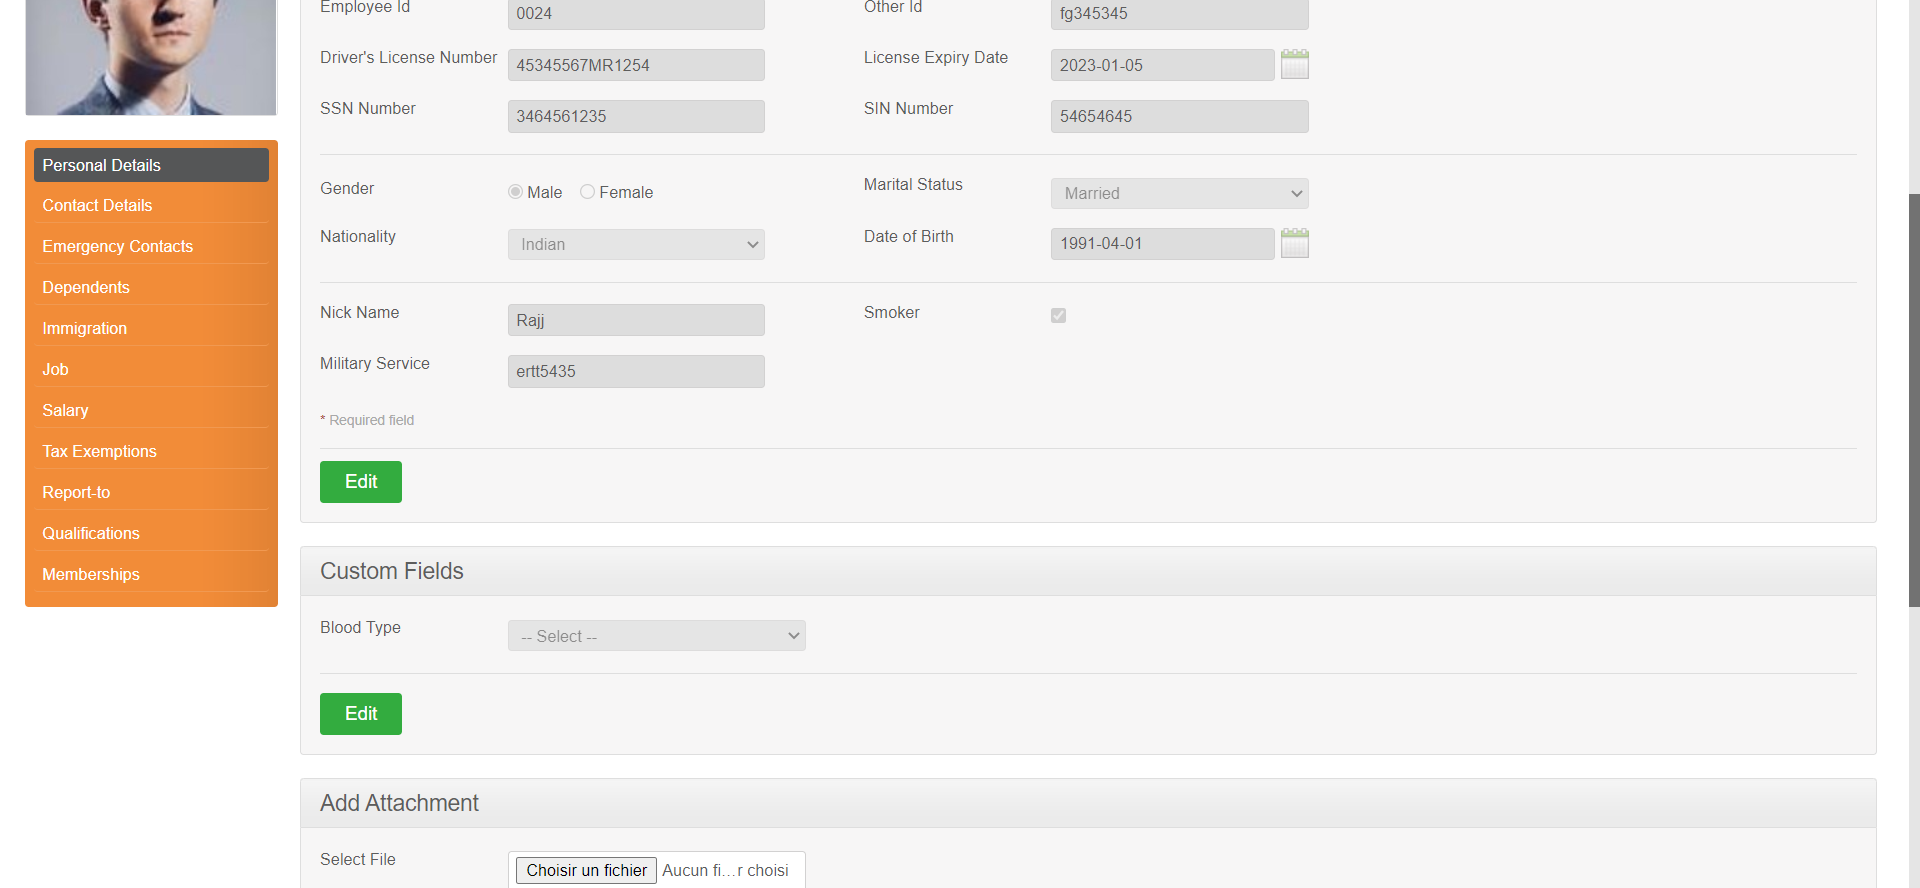 Employee Id 0024 Other Id fg345345
Driver's License Number 45345567MR1254 License Expiry Date 2023-01-05
SSN Number 3464561235 SIN Number 54654645
Personal Details
Contact Details
Emergency Contacts
Dependents
Immigration
Job
Salary
Tax Exemptions
Report-to
Qualifications
Memberships
Gender Male Female Marital Status Married
Nationality Indian Date of Birth 1991-04-01
Nick Name Rajj Smoker
Military Service ertt5435
* Required field
Edit
Custom Fields
Blood Type -- Select --
Edit
Add Attachment
Select File Choisir un fichier Aucun fi...r choisi